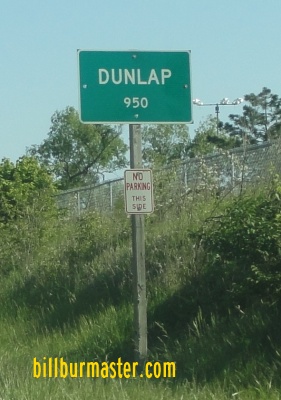 DUNLAP
950
NO
PARKING
THIS
SIDE
billburmaster.com